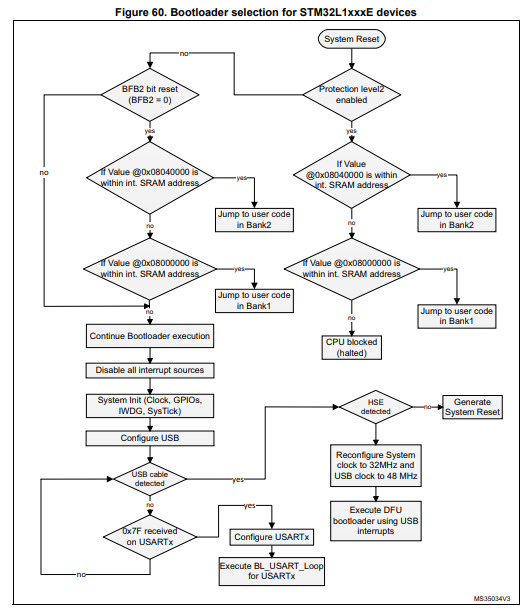 Figure 60. Bootloader selection for STM32L1xxxE devices
System Reset
no
BFB2 bit reset
(BFB2 = 0)
Protection level2
enabled
yes
yes
no
If Value @0x08040000 is
within int. SRAM address
yes
Jump to user code
in Bank2
If Value
@0x08040000 is within
int. SRAM address
yes
Jump to user code
in Bank2
no
no
If Value @0x08000000 is
within int. SRAM address
yes
Jump to user code
in Bank1
If Value @0x08000000 is
within int. SRAM address
yes
Jump to user code
in Bank1
no
no
Continue Bootloader execution
CPU blocked
(halted)
Disable all interrupt sources
System Init (Clock, GPIOs,
IWDG, SysTick)
HSE
detected
no
Generate
System Reset
Configure USB
yes
Reconfigure System
clock to 32MHz and
USB clock to 48 MHz
USB cable
detected
yes
no
Execute DFU
bootloader using USB
interrupts
0x7F received
on USARTx
yes
Configure USARTx
Execute BL_USART_Loop
for USARTx
no
MS35034V3